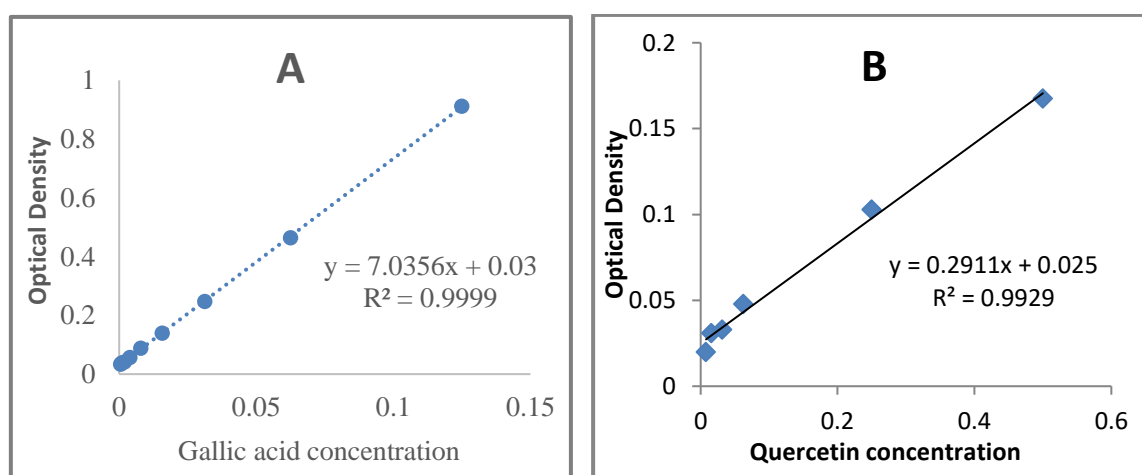 A
Optical Density
1
0.8
0.6
0.4
0.2
0
0
0.05
0.1
0.15
y = 7.0356x + 0.03
R² = 0.9999
Gallic acid concentration
B
Optical Density
0.2
0.15
0.1
0.05
0
0
0.2
0.4
0.6
y = 0.2911x + 0.025
R² = 0.9929
Quercetin concentration